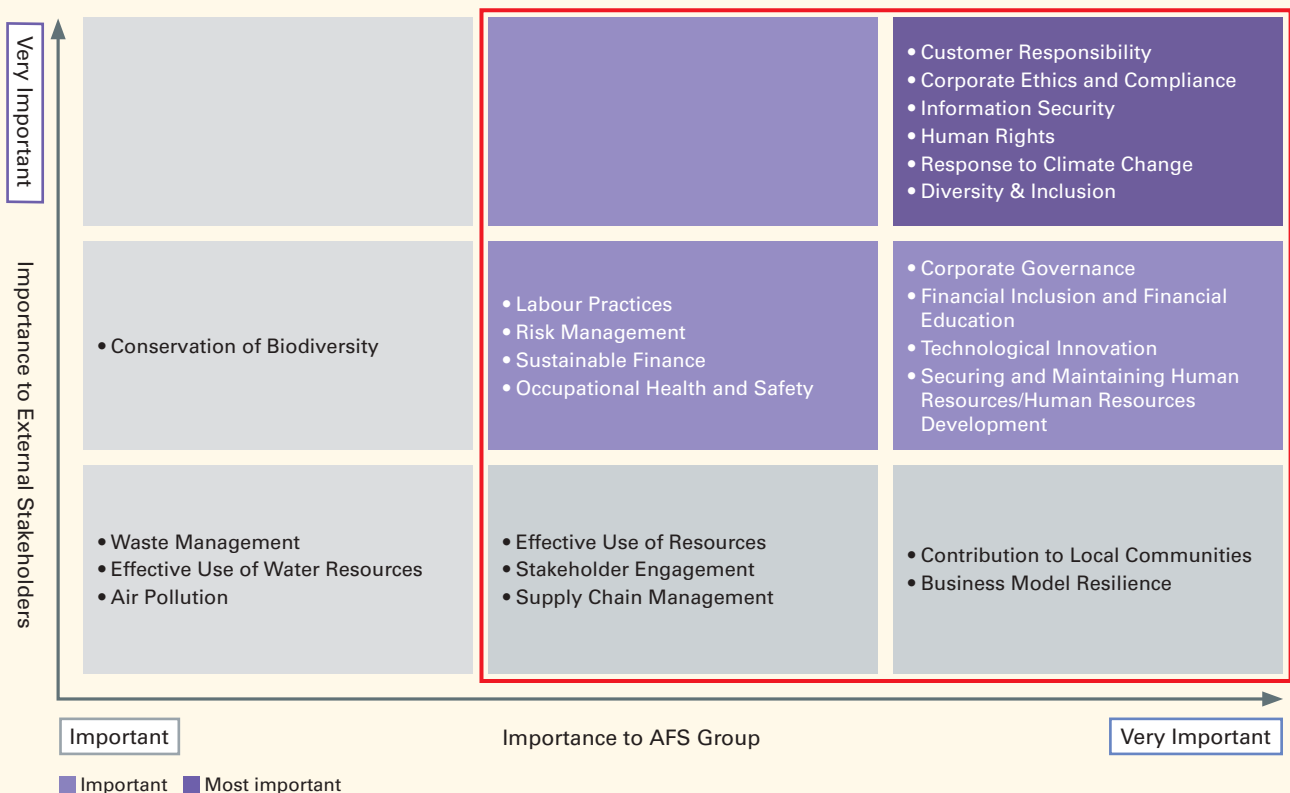 Very Important
Importance to External Stakeholders
• Customer Responsibility
• Corporate Ethics and Compliance
• Information Security
• Human Rights
• Response to Climate Change
• Diversity & Inclusion
• Conservation of Biodiversity
• Labour Practices
• Risk Management
• Sustainable Finance
• Occupational Health and Safety
• Corporate Governance
• Financial Inclusion and Financial
Education
• Technological Innovation
• Securing and Maintaining Human
Resources/Human Resources
Development
• Waste Management
• Effective Use of Water Resources
• Air Pollution
• Effective Use of Resources
• Stakeholder Engagement
• Supply Chain Management
• Contribution to Local Communities
• Business Model Resilience
Important
Importance to AFS Group
Very Important
Important
Most important